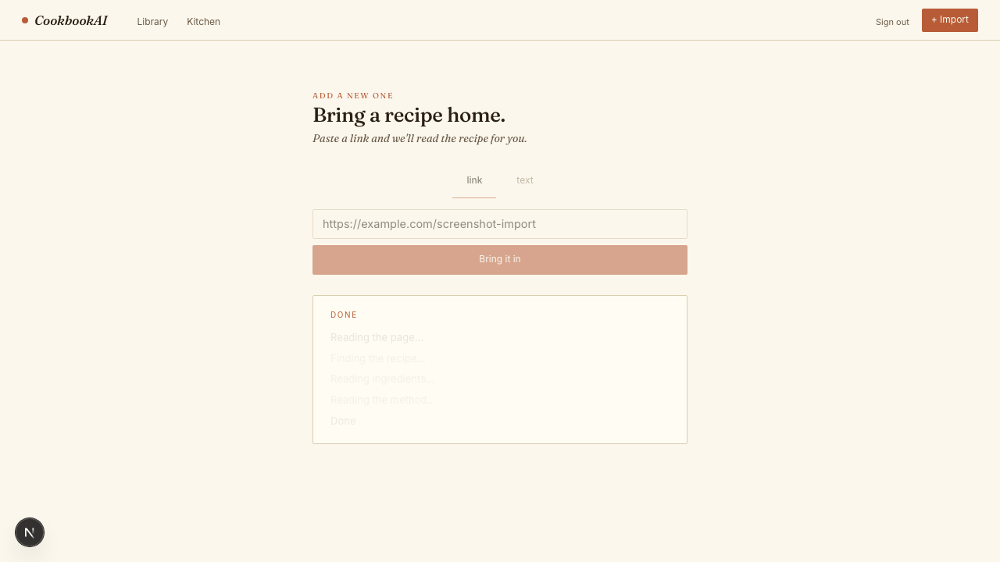 CookbookAI
Library
Kitchen
Sign out
+ Import
ADD A NEW ONE
Bring a recipe home.
Paste a link and we'll read the recipe for you.
link
text
https://example.com/screenshot-import
Bring it in
DONE
Reading the page...
Finding the recipe...
Reading ingredients...
Reading the method...
Done
N